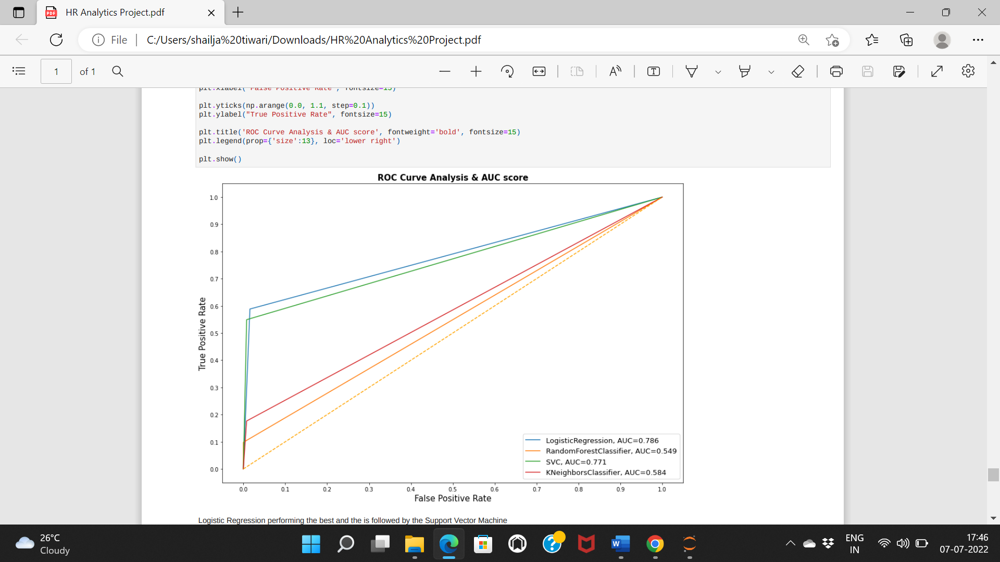 HR Analytics Project.pdf
File
C:/Users/shailja%20tiwari/Downloads/HR%20Analytics%20Project.pdf
1 of 1
plt.xlabel("False Positive Rate", fontsize=15)
plt.yticks(np.arange(0.0, 1.1, step=0.1))
plt.ylabel("True Positive Rate", fontsize=15)
plt.title('ROC Curve Analysis & AUC score', fontweight='bold', fontsize=15)
plt.legend(prop={'size':13}, loc='lower right')
plt.show()
ROC Curve Analysis & AUC score
1.0
0.9
0.8
0.7
0.6
0.5
0.4
0.3
0.2
0.1
0.0
True Positive Rate
LogisticRegression, AUC=0.786
RandomForestClassifier, AUC=0.549
SVC, AUC=0.771
KNeighborsClassifier, AUC=0.584
0.0 0.1 0.2 0.3 0.4 0.5 0.6 0.7 0.8 0.9 1.0
False Positive Rate
Logistic Regression performing the best and the is followed by the Support Vector Machine
26°C
Cloudy
ENG
IN
17:46
07-07-2022